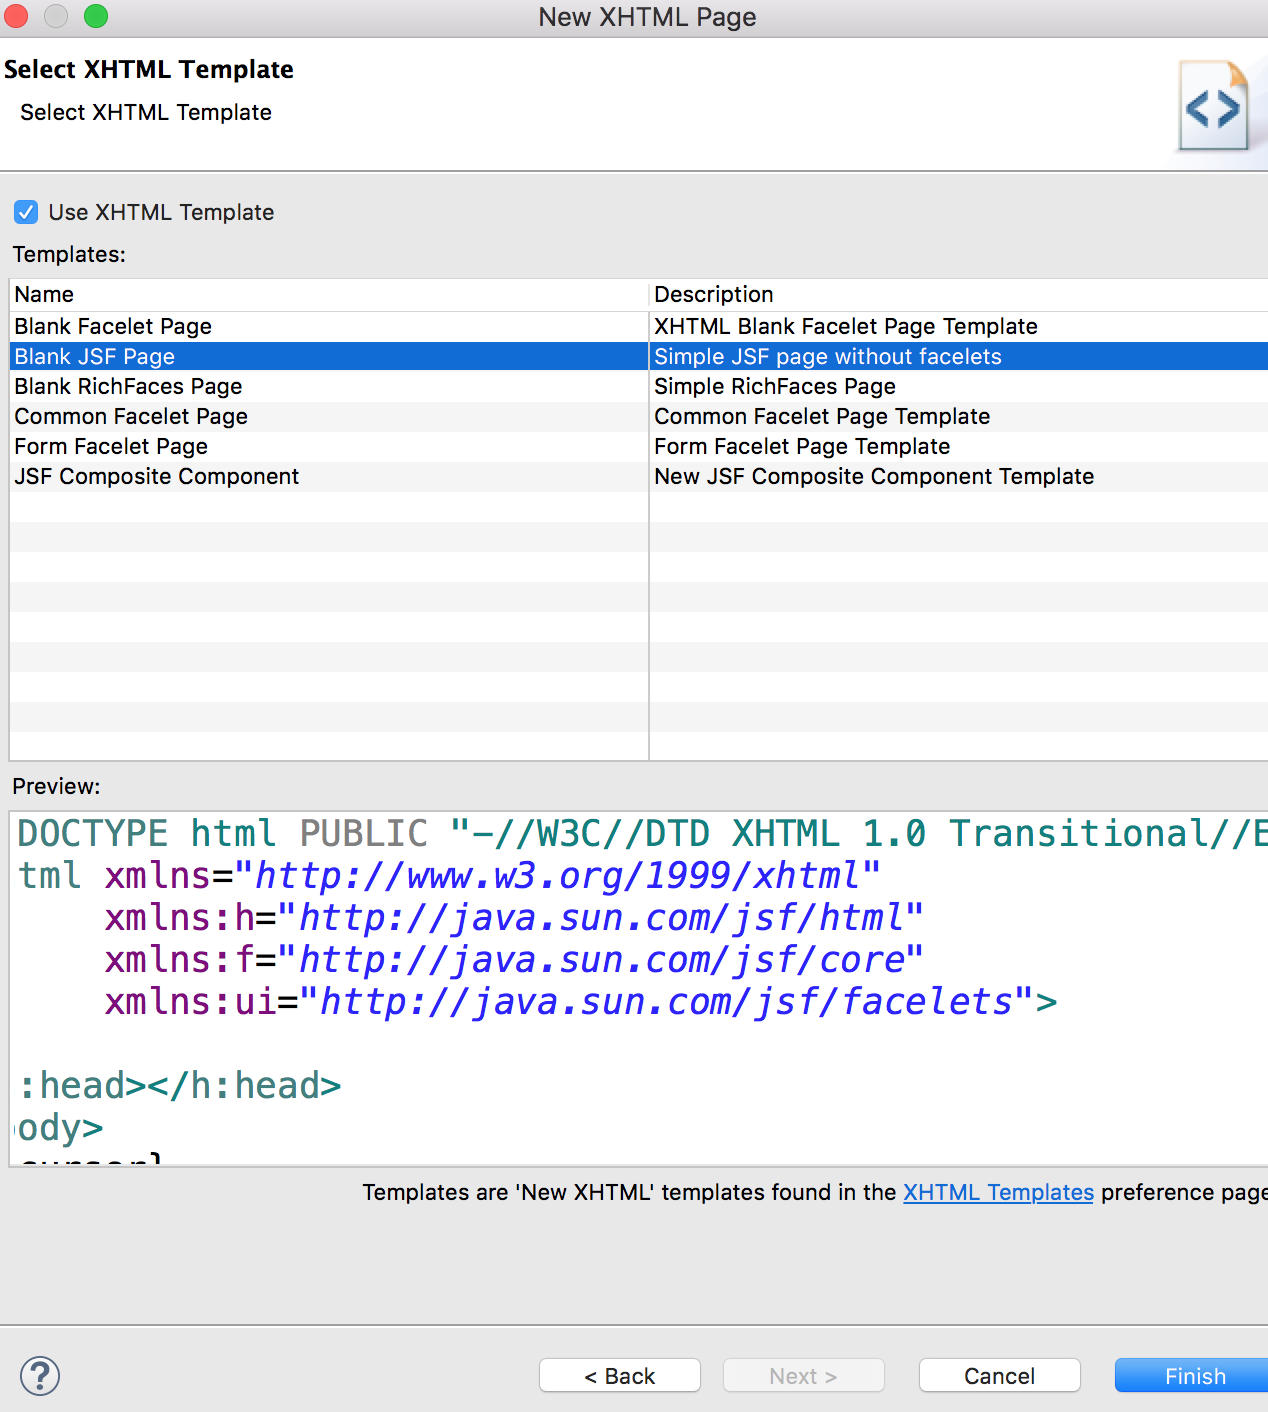 New XHTML Page
Select XHTML Template
Select XHTML Template
Use XHTML Template
Templates:
Name Description
Blank Facelet Page XHTML Blank Facelet Page Template
Blank JSF Page Simple JSF page without facelets
Blank RichFaces Page Simple RichFaces Page
Common Facelet Page Common Facelet Page Template
Form Facelet Page Form Facelet Page Template
JSF Composite Component New JSF Composite Component Template
Preview:
DOCTYPE html PUBLIC "-//W3C//DTD XHTML 1.0 Transitional//E
tml xmlns="http://www.w3.org/1999/xhtml"
xmlns:h="http://java.sun.com/jsf/html"
xmlns:f="http://java.sun.com/jsf/core"
xmlns:ui="http://java.sun.com/jsf/facelets">
:head></h:head>
ody>
Templates are 'New XHTML' templates found in the XHTML Templates preference page
? < Back Next > Cancel Finish